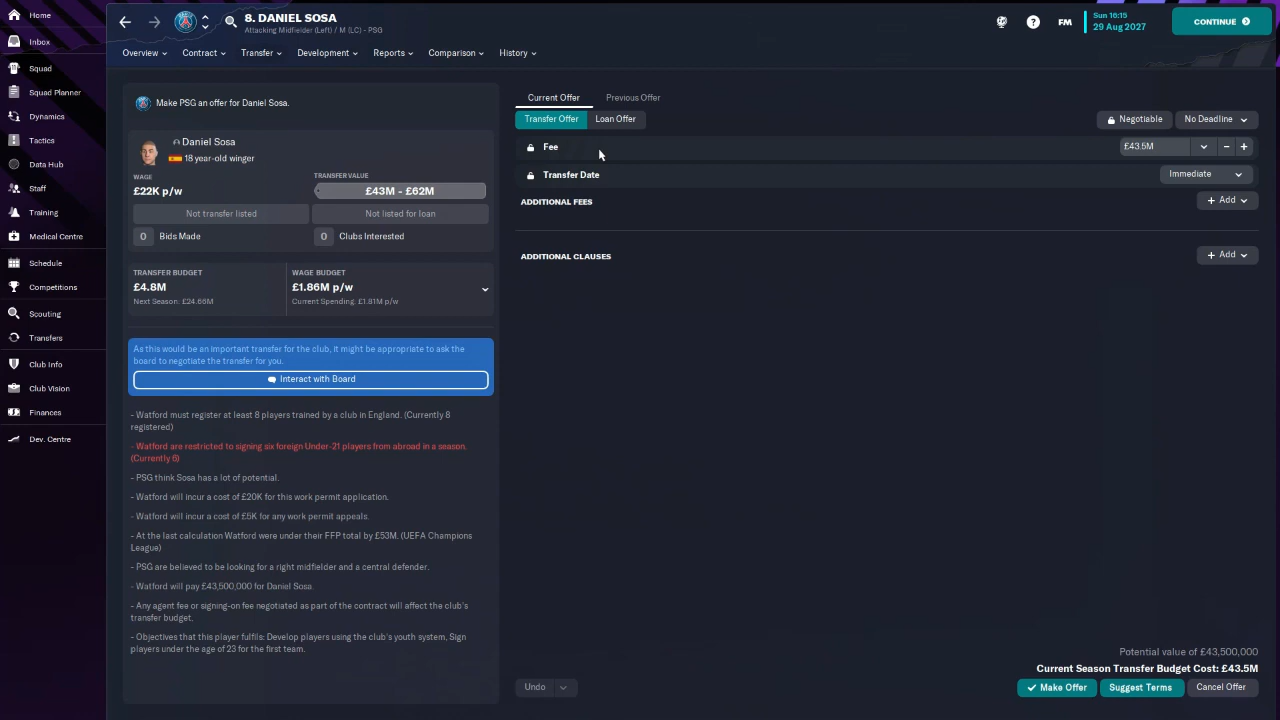 Home
Inbox
Squad
Squad Planner
Dynamics
Tactics
Data Hub
Staff
Training
Medical Centre
Schedule
Competitions
Scouting
Transfers
Club Info
Club Vision
Finances
Dev. Centre
8. DANIEL SOSA
Attacking Midfielder (Left) / M (LC) - PSG
FM
Sun 16:15
29 Aug 2027
CONTINUE
Overview
Contract
Transfer
Development
Reports
Comparison
History
Make PSG an offer for Daniel Sosa.
Daniel Sosa
18 year-old winger
WAGE
£22K p/w
TRANSFER VALUE
£43M - £62M
Not transfer listed
Not listed for loan
0 Bids Made
0 Clubs Interested
TRANSFER BUDGET
£4.8M
Next Season: £24.66M
WAGE BUDGET
£1.86M p/w
Current Spending: £1.81M p/w
As this would be an important transfer for the club, it might be appropriate to ask the
board to negotiate the transfer for you.
Interact with Board
- Watford must register at least 8 players trained by a club in England. (Currently 8
registered)
- Watford are restricted to signing six foreign Under-21 players from abroad in a season.
(Currently 6)
- PSG think Sosa has a lot of potential.
- Watford will incur a cost of £20K for this work permit application.
- Watford will incur a cost of £5K for any work permit appeals.
- At the last calculation Watford were under their FFP total by £53M. (UEFA Champions
League)
- PSG are believed to be looking for a right midfielder and a central defender.
- Watford will pay £43,500,000 for Daniel Sosa.
- Any agent fee or signing-on fee negotiated as part of the contract will affect the club's
transfer budget.
- Objectives that this player fulfils: Develop players using the club's youth system, Sign
players under the age of 23 for the first team.
Current Offer
Previous Offer
Transfer Offer
Loan Offer
Negotiable
No Deadline
Fee
£43.5M
Transfer Date
Immediate
ADDITIONAL FEES
+ Add
ADDITIONAL CLAUSES
+ Add
Potential value of £43,500,000
Current Season Transfer Budget Cost: £43.5M
Undo
Make Offer
Suggest Terms
Cancel Offer